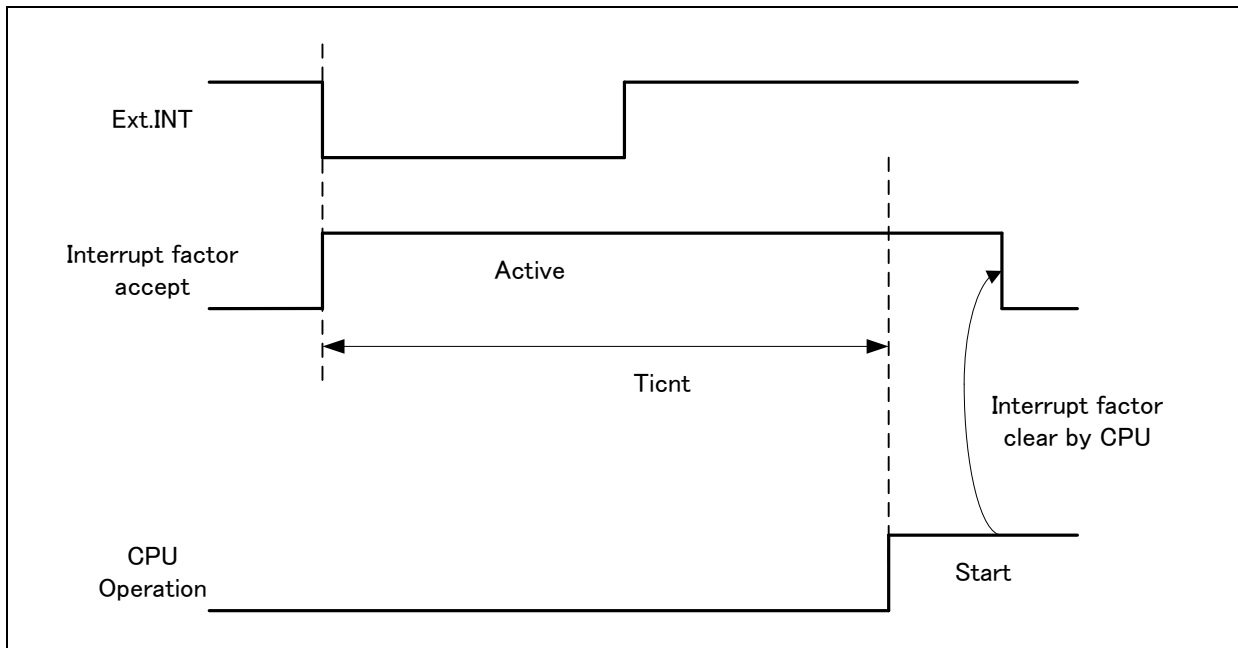 Ext.INT
Interrupt factor
accept
Active
Ticnt
Interrupt factor
clear by CPU
CPU
Operation
Start